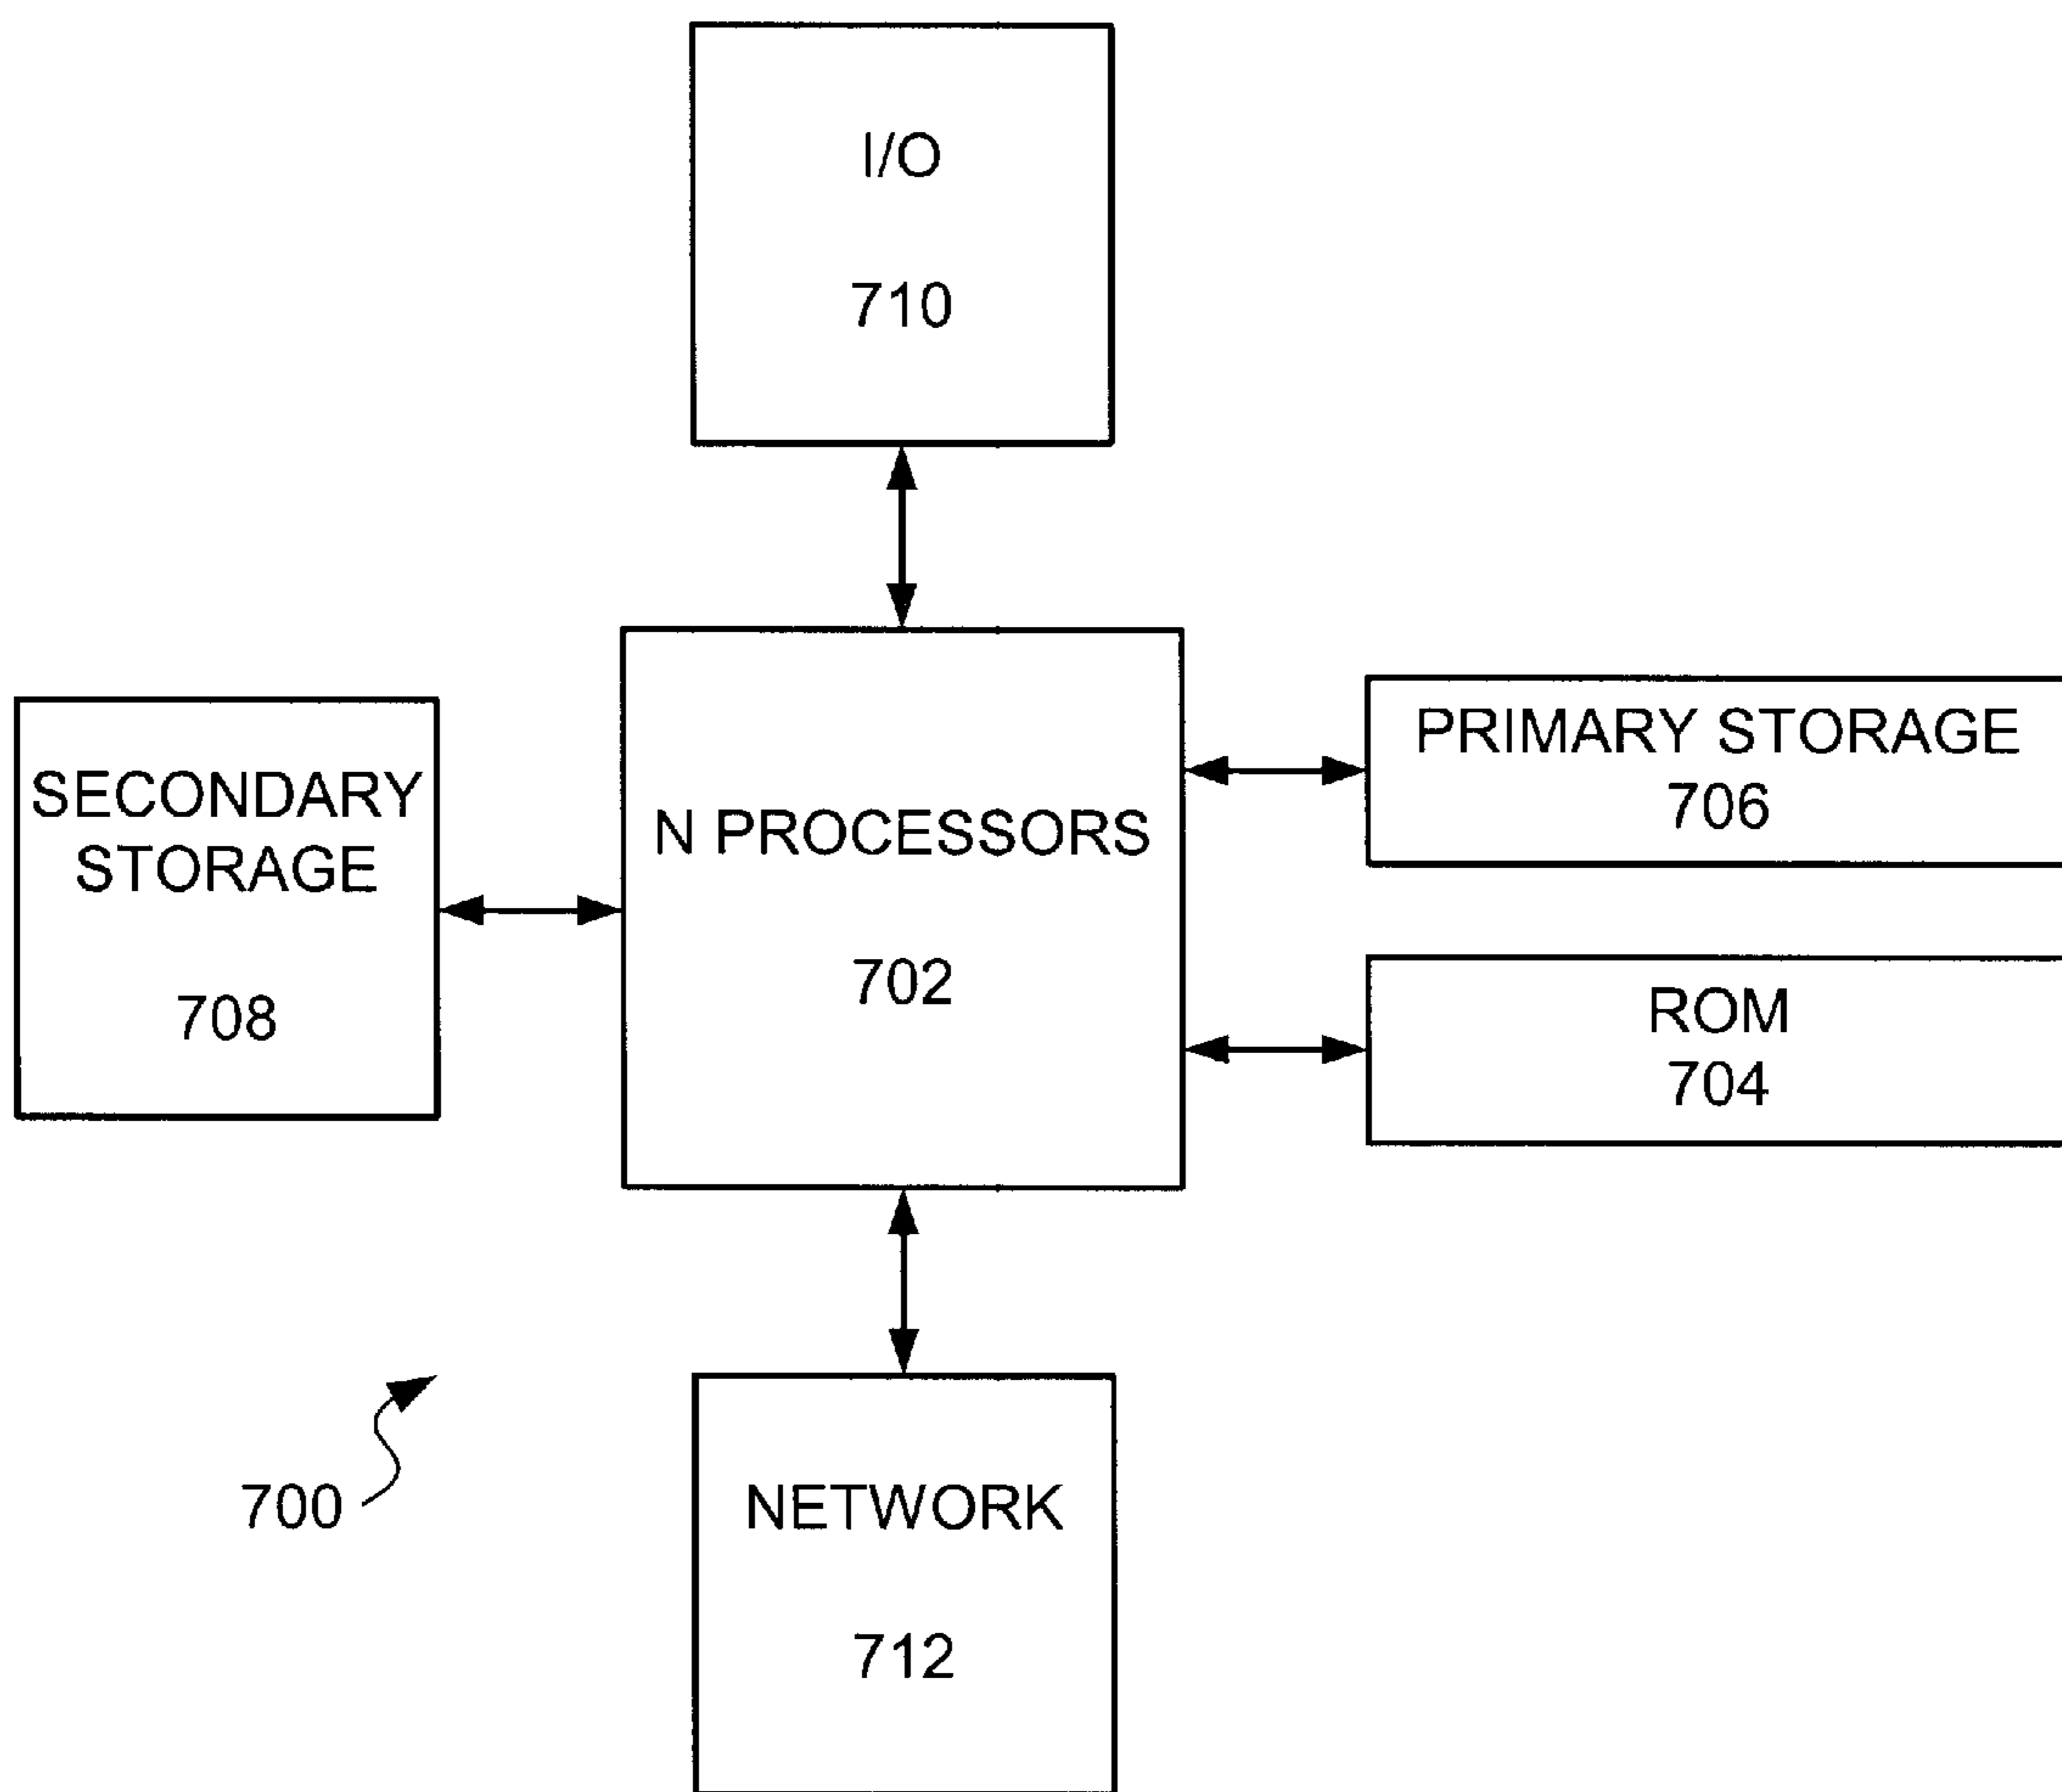 I/O
710
SECONDARY
STORAGE
708
N PROCESSORS
702
PRIMARY STORAGE
706
ROM
704
700
NETWORK
712